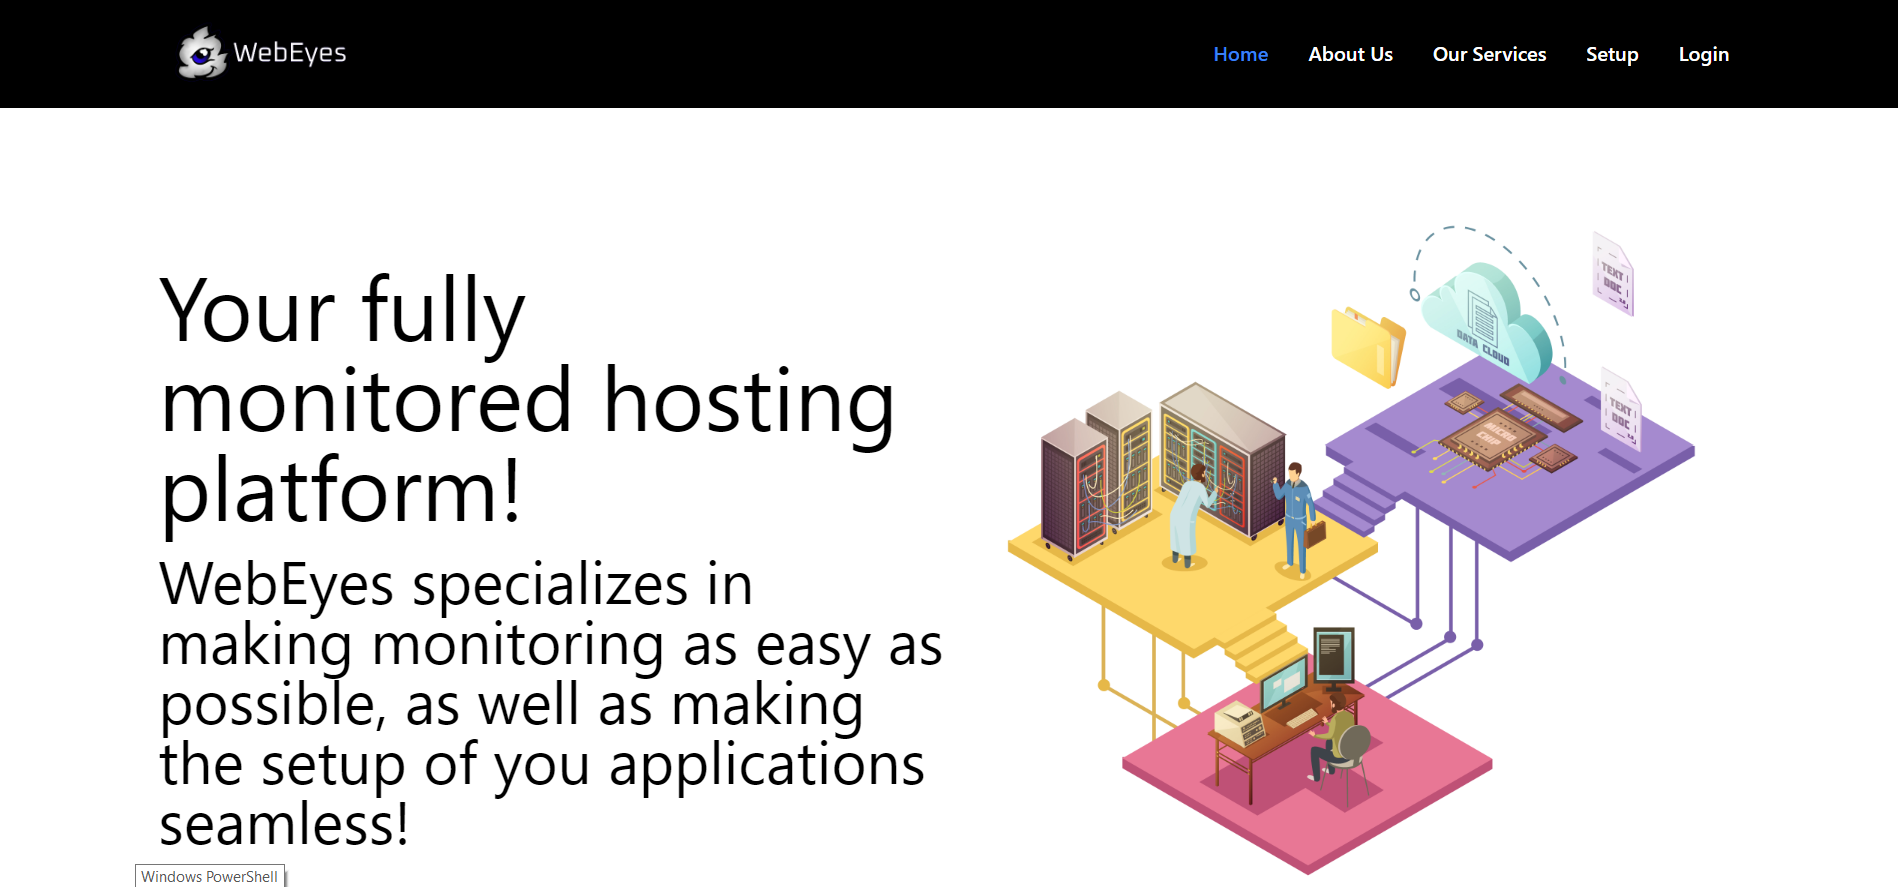 WebEyes
Home About Us Our Services Setup Login
Your fully
monitored hosting
platform!
WebEyes specializes in
making monitoring as easy as
possible, as well as making
the setup of you applications
seamless!
TEXT
DOC
DATA CLOUD
TEXT
DOC
MICRO
CHIP
Windows PowerShell